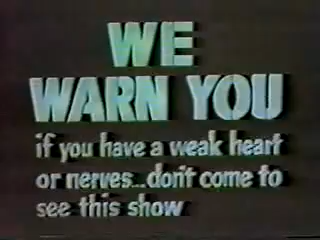 WE
WARN YOU
if you have a weak heart
or nerves...don't come to
see this show